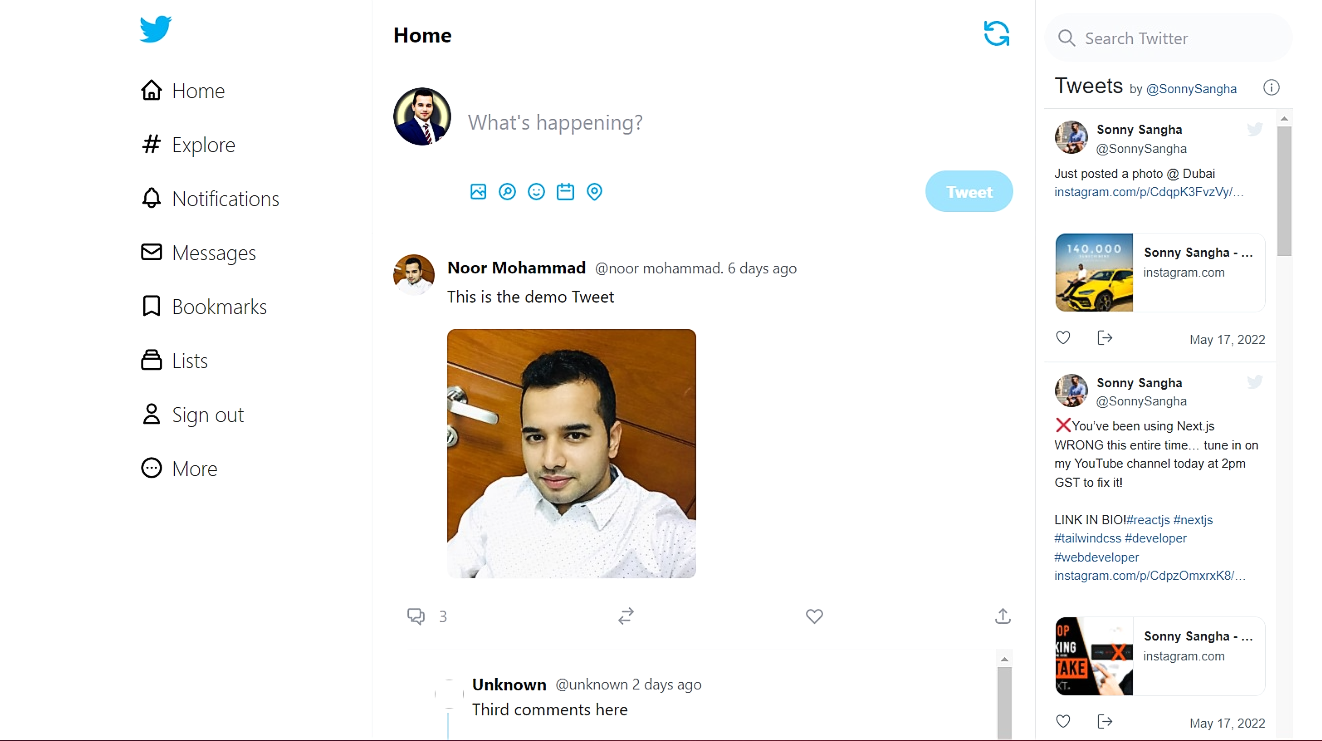 Home
Explore
Notifications
Messages
Bookmarks
Lists
Sign out
More
Home
What's happening?
Tweet
Noor Mohammad @noor mohammad. 6 days ago
This is the demo Tweet
3
Unknown @unknown 2 days ago
Third comments here
Search Twitter
Tweets by @SonnySangha
Sonny Sangha
@SonnySangha
Just posted a photo @ Dubai
instagram.com/p/CdqpK3FvzVy/…
140,000
Sonny Sangha - ...
instagram.com
May 17, 2022
Sonny Sangha
@SonnySangha
❌You’ve been using Next.js
WRONG this entire time… tune in on
my YouTube channel today at 2pm
GST to fix it!
LINK IN BIO!#reactjs #nextjs
#tailwindcss #developer
#webdeveloper
instagram.com/p/CdpzOmxrxK8/…
Sonny Sangha - ...
instagram.com
May 17, 2022